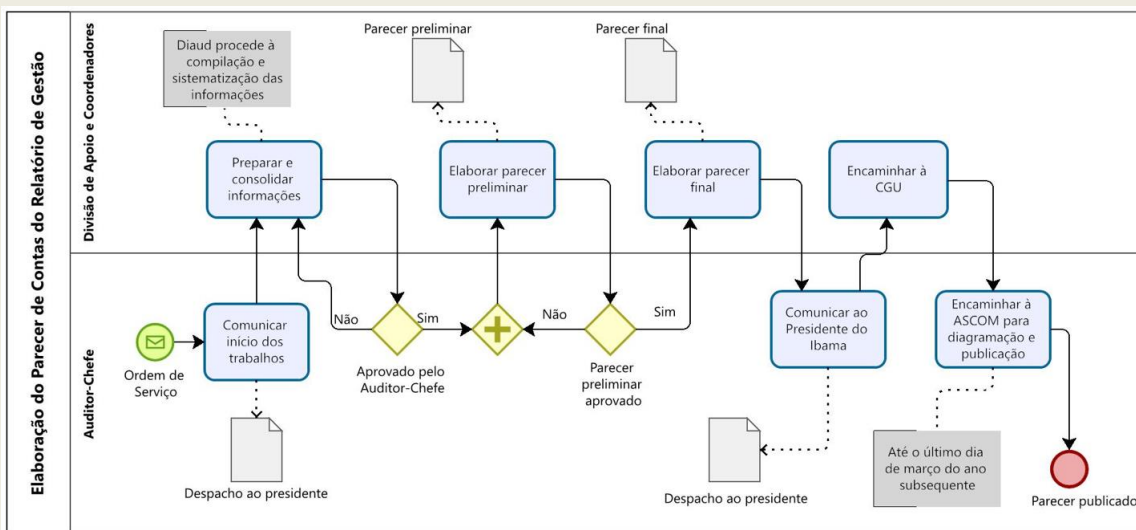 Elaboração do Parecer de Contas do Relatório de Gestão
Divisão de Apoio e Coordenadores
Diaud procede à
compilação e
sistematização das
informações
Parecer preliminar
Parecer final
Preparar e
consolidar
informações
Elaborar parecer
preliminar
Elaborar parecer
final
Encaminhar à
CGU
Auditor-Chefe
Ordem de
Serviço
Comunicar
início dos
trabalhos
Despacho ao presidente
Não
Sim
Aprovado pelo
Auditor-Chefe
Não
Sim
Parecer
preliminar
aprovado
Comunicar ao
Presidente do
Ibama
Despacho ao presidente
Encaminhar à
ASCOM para
diagramação e
publicação
Até o último dia
de março do ano
subsequente
Parecer publicado